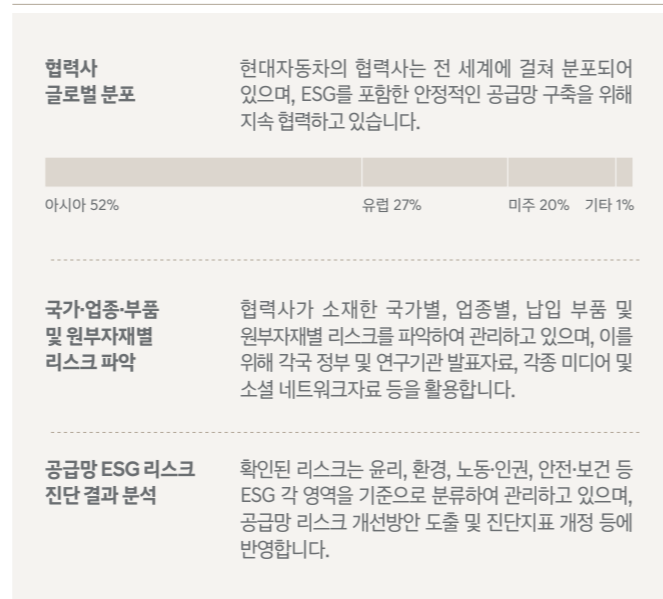 협력사
글로벌 분포
현대자동차의 협력사는 전 세계에 걸쳐 분포되어
있으며, ESG를 포함한 안정적인 공급망 구축을 위해
지속 협력하고 있습니다.
아시아 52%
유럽 27%
미주 20%
기타 1%
국가·업종·부품
및 원부자재별
리스크 파악
협력사가 소재한 국가별, 업종별, 납입 부품 및
원부자재별 리스크를 파악하여 관리하고 있으며, 이를
위해 각국 정부 및 연구기관 발표자료, 각종 미디어 및
소셜 네트워크자료 등을 활용합니다.
공급망 ESG 리스크
진단 결과 분석
확인된 리스크는 윤리, 환경, 노동·인권, 안전·보건 등
ESG 각 영역을 기준으로 분류하여 관리하고 있으며,
공급망 리스크 개선방안 도출 및 진단지표 개정 등에
반영합니다.